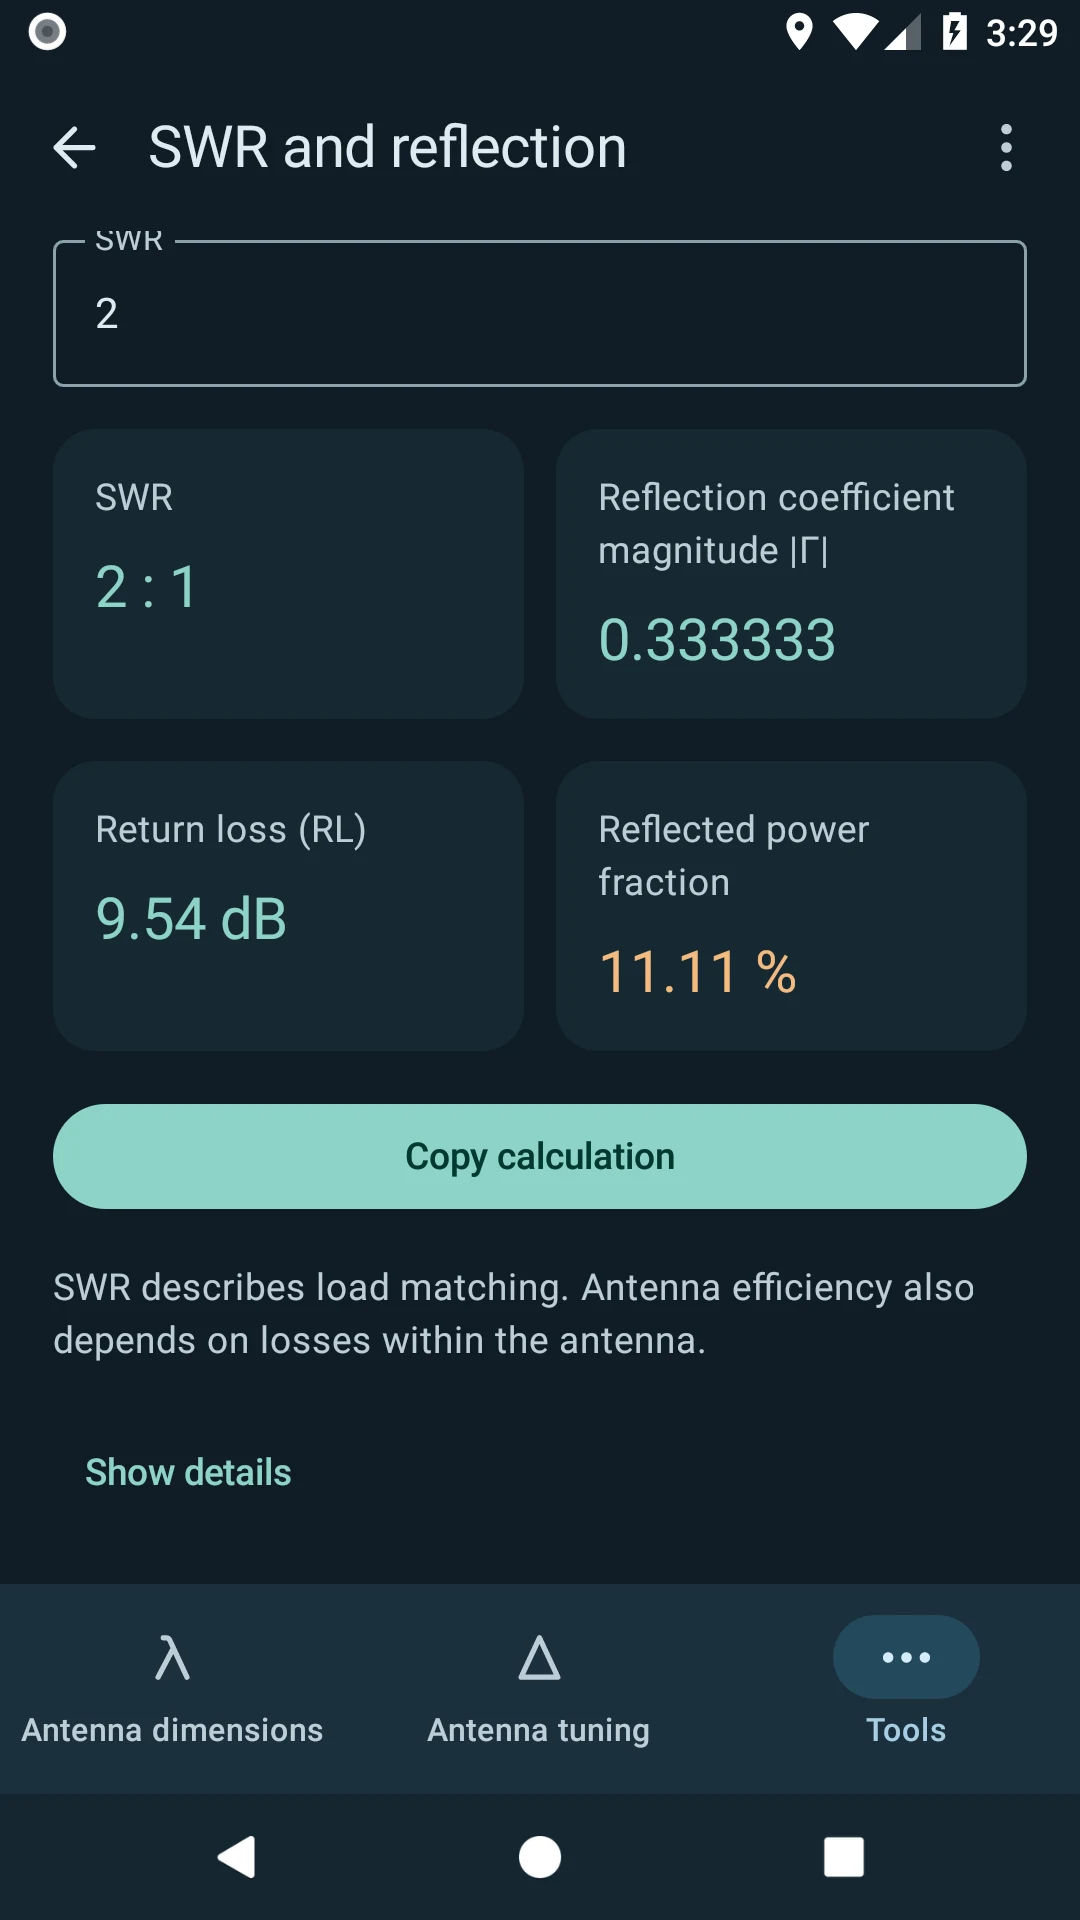 3:29
SWR and reflection
SWR
2
SWR
2 : 1
Reflection coefficient
magnitude |Γ|
0.333333
Return loss (RL)
9.54 dB
Reflected power
fraction
11.11 %
Copy calculation
SWR describes load matching. Antenna efficiency also
depends on losses within the antenna.
Show details
λ
Antenna dimensions
Δ
Antenna tuning
Tools